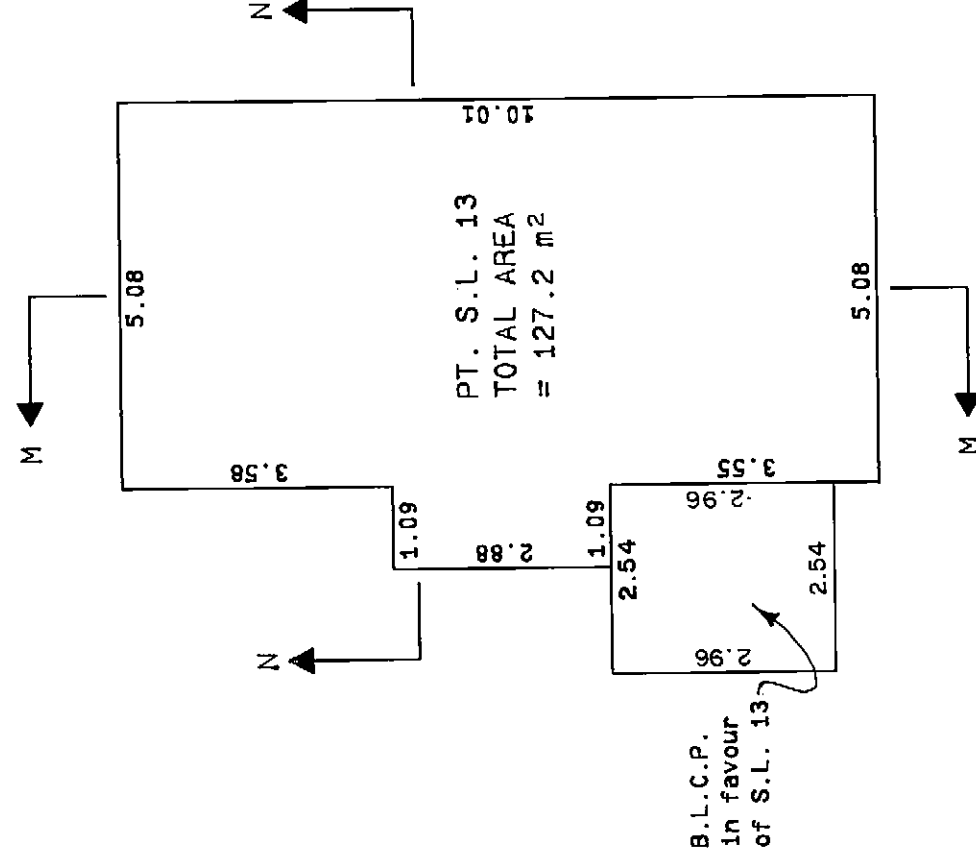 N
M
5.08
10.01
PT. S.L. 13
TOTAL AREA
= 127.2 m²
3.58
1.09
2.88
1.09
3.55
2.96
2.54
2.54
2.96
N
5.08
M
B.L.C.P.
in favour
of S.L. 13